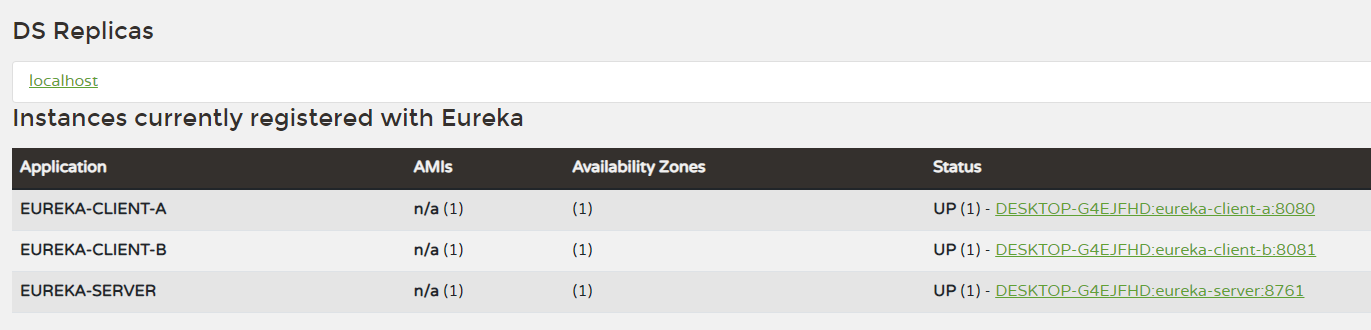 DS Replicas
localhost
Instances currently registered with Eureka
Application AMIs Availability Zones Status
EUREKA-CLIENT-A n/a (1) (1) UP (1) - DESKTOP-G4EJFHD:eureka-client-a:8080
EUREKA-CLIENT-B n/a (1) (1) UP (1) - DESKTOP-G4EJFHD:eureka-client-b:8081
EUREKA-SERVER n/a (1) (1) UP (1) - DESKTOP-G4EJFHD:eureka-server:8761